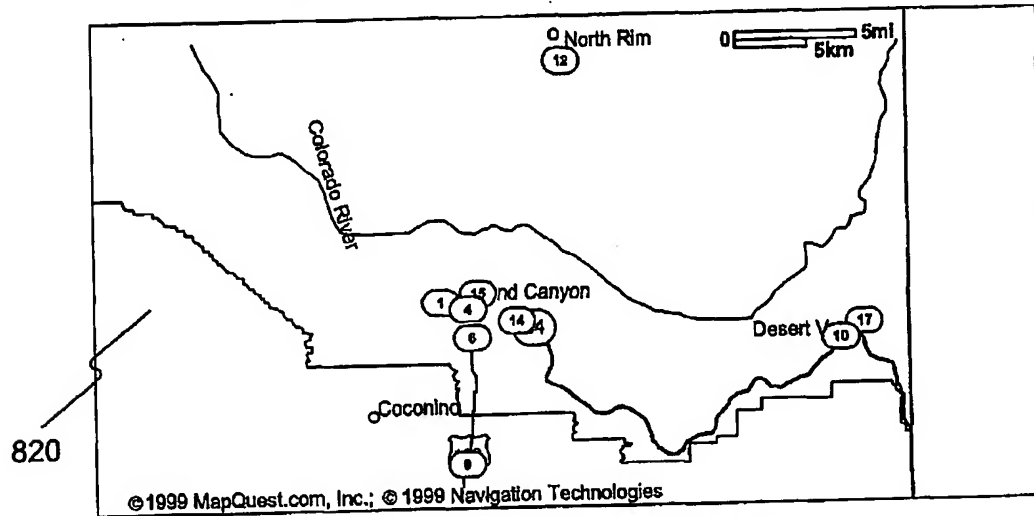 North Rim
12
0 5mi
5km
Colorado River
1
15
nd Canyon
4
14
4
6
Desert V
17
10
Coconino
9
820
©1999 MapQuest.com, Inc.; © 1999 Navigation Technologies